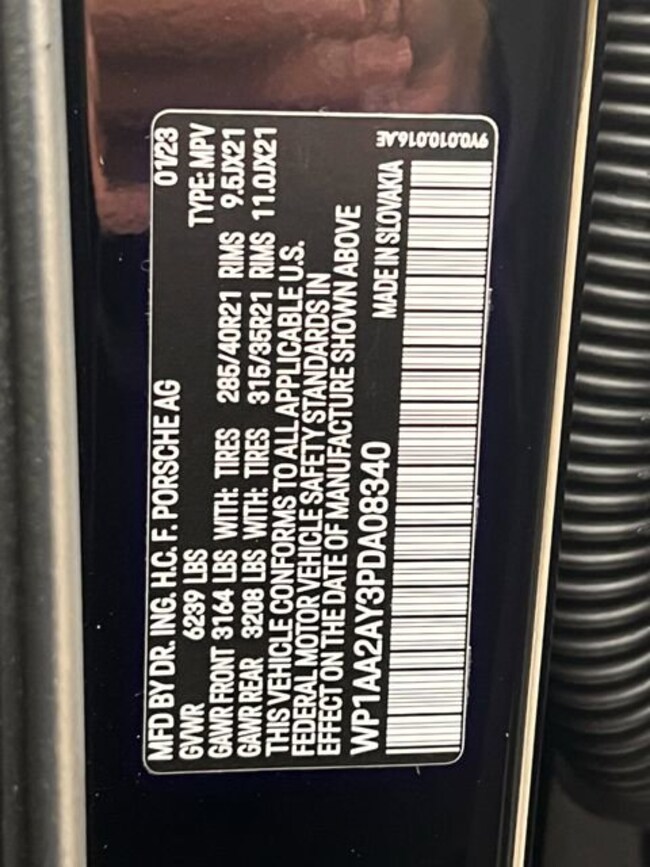 MFD BY DR. ING. H.C. F. PORSCHE AG 01/23
GVWR 6239 LBS TYPE: MPV
GAWR FRONT 3164 LBS WITH: TIRES 285/40R21 RIMS 9.5JX21
GAWR REAR 3208 LBS WITH: TIRES 315/35R21 RIMS 11.0JX21
THIS VEHICLE CONFORMS TO ALL APPLICABLE U.S.
FEDERAL MOTOR VEHICLE SAFETY STANDARDS IN
EFFECT ON THE DATE OF MANUFACTURE SHOWN ABOVE
WP1AA2AY3PDA08340 MADE IN SLOVAKIA
9Y0.010.016.AE